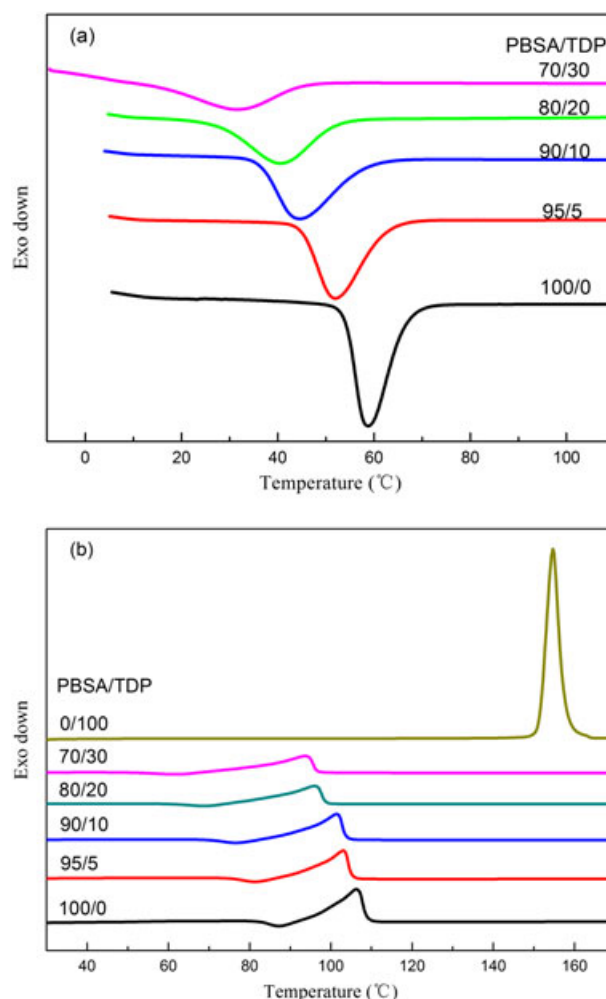 (a)
PBSA/TDP
70/30
80/20
90/10
95/5
100/0
Exo down
0 20 40 60 80 100
Temperature (℃)
(b)
PBSA/TDP
0/100
70/30
80/20
90/10
95/5
100/0
Exo down
40 60 80 100 120 140 160
Temperature (℃)